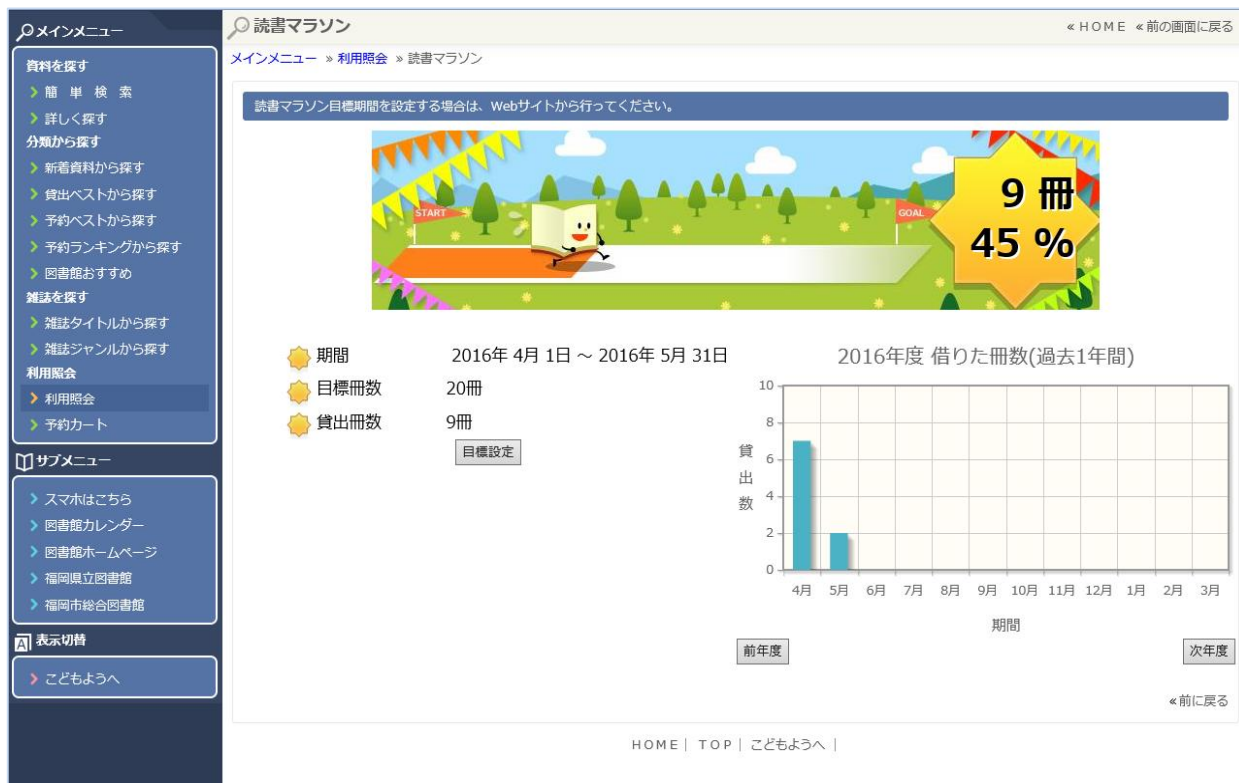 メインメニュー
資料を探す
簡 単 検 索
詳しく探す
分類から探す
新着資料から探す
貸出ベストから探す
予約ベストから探す
予約ランキングから探す
図書館おすすめ
雑誌を探す
雑誌タイトルから探す
雑誌ジャンルから探す
利用照会
利用照会
予約カート
サブメニュー
スマホはこちら
図書館カレンダー
図書館ホームページ
福岡県立図書館
福岡市総合図書館
A 表示切替
こどもようへ
読書マラソン
«HOME «前の画面に戻る
メインメニュー » 利用照会 » 読書マラソン
読書マラソン目標期間を設定する場合は、Webサイトから行ってください。
START
GOAL
9 冊
45 %
期間 2016年 4月 1日 ～ 2016年 5月 31日
目標冊数 20冊
貸出冊数 9冊
目標設定
2016年度 借りた冊数(過去1年間)
10
8
6
4
2
0
貸出数
4月 5月 6月 7月 8月 9月 10月 11月 12月 1月 2月 3月
期間
前年度 次年度
«前に戻る
HOME| TOP| こどもようへ |